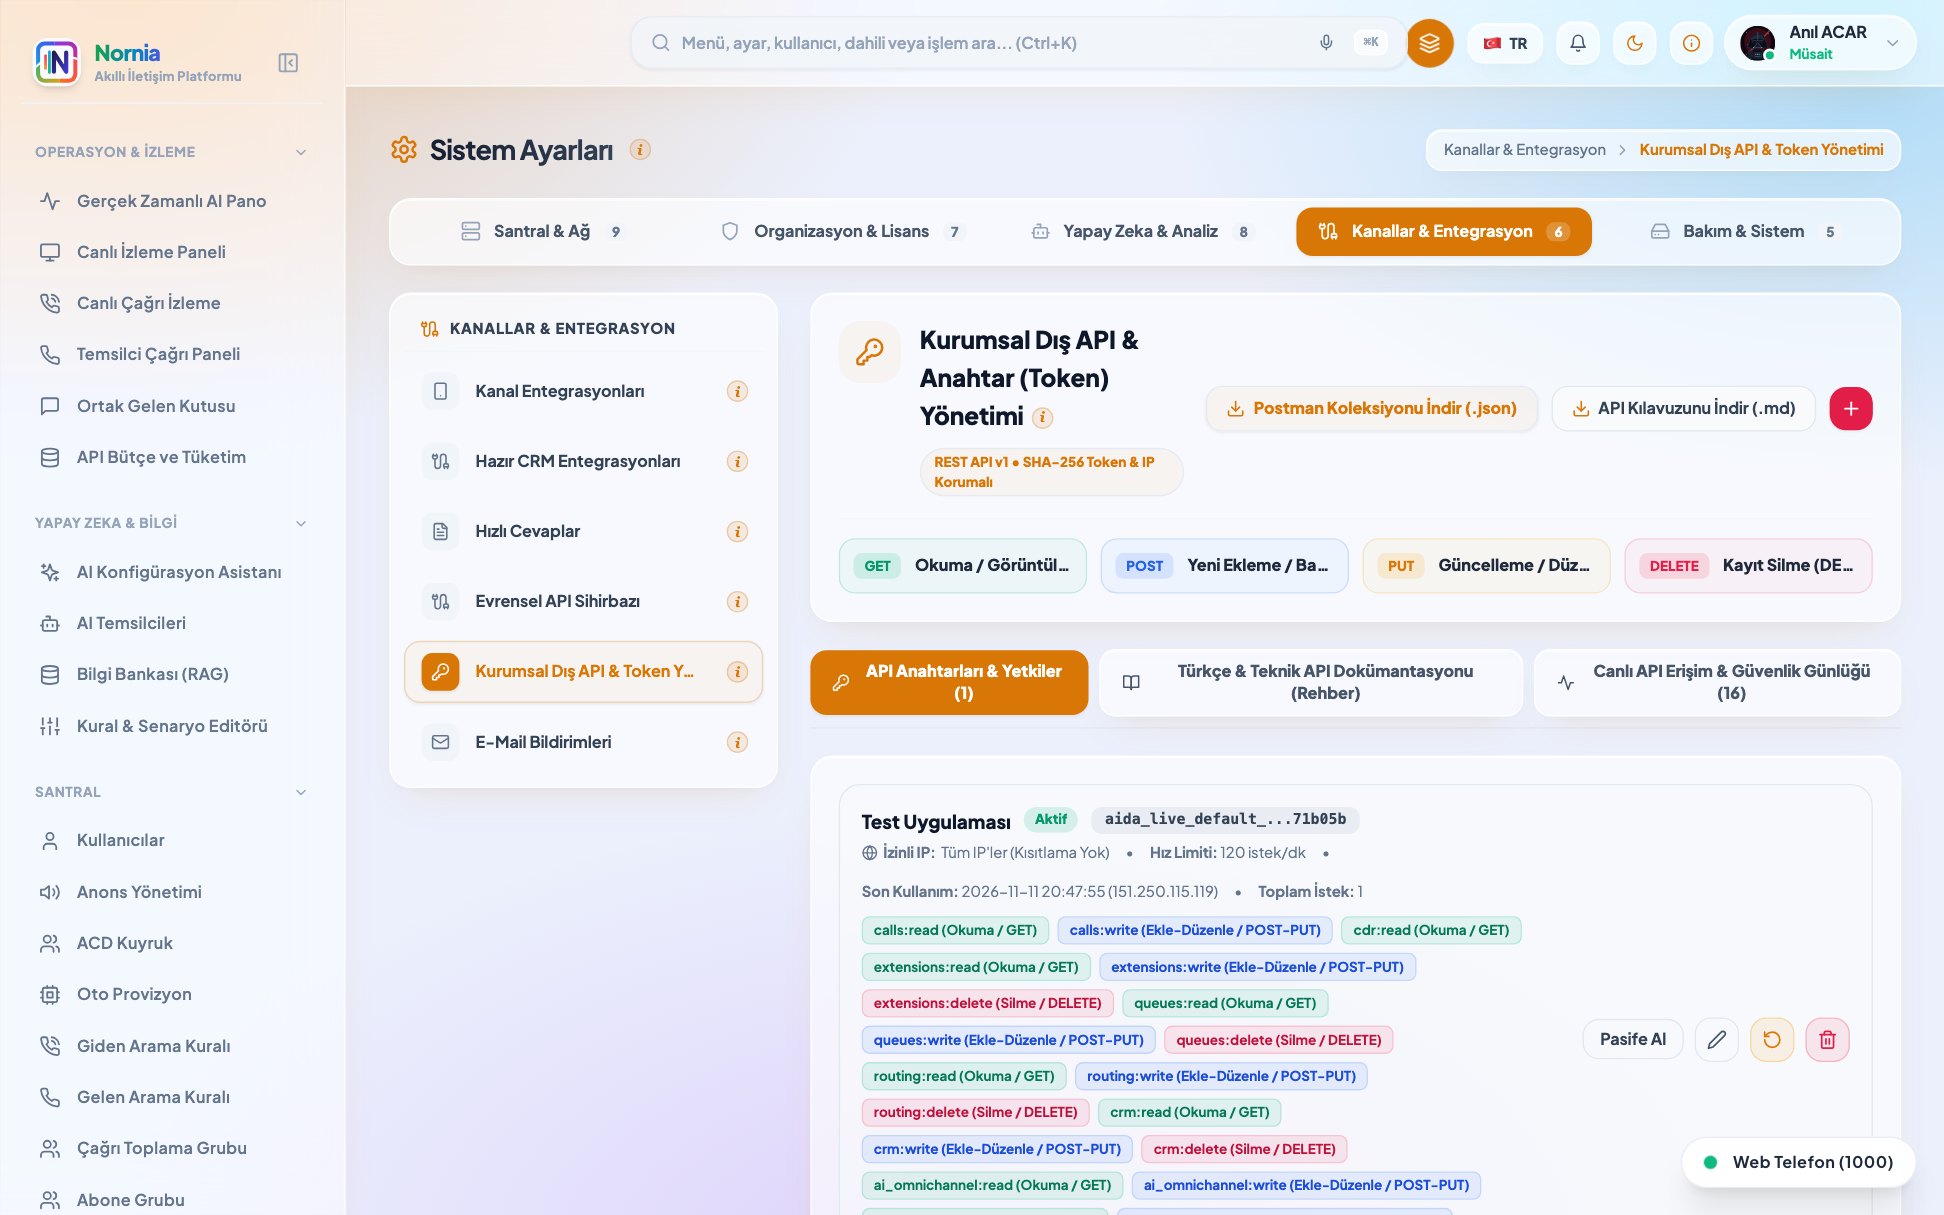 Nornia
Akıllı İletişim Platformu
Menü, ayar, kullanıcı, dahili veya işlem ara... (Ctrl+K)
⌘K
TR
Anıl ACAR
Müsait
OPERASYON & İZLEME
Gerçek Zamanlı AI Pano
Canlı İzleme Paneli
Canlı Çağrı İzleme
Temsilci Çağrı Paneli
Ortak Gelen Kutusu
API Bütçe ve Tüketim
YAPAY ZEKA & BİLGİ
AI Konfigürasyon Asistanı
AI Temsilcileri
Bilgi Bankası (RAG)
Kural & Senaryo Editörü
SANTRAL
Kullanıcılar
Anons Yönetimi
ACD Kuyruk
Oto Provizyon
Giden Arama Kuralı
Gelen Arama Kuralı
Çağrı Toplama Grubu
Abone Grubu
Sistem Ayarları
Kanallar & Entegrasyon > Kurumsal Dış API & Token Yönetimi
Santral & Ağ 9
Organizasyon & Lisans 7
Yapay Zeka & Analiz 8
Kanallar & Entegrasyon 6
Bakım & Sistem 5
KANALLAR & ENTEGRASYON
Kanal Entegrasyonları
Hazır CRM Entegrasyonları
Hızlı Cevaplar
Evrensel API Sihirbazı
Kurumsal Dış API & Token Y...
E-Mail Bildirimleri
Kurumsal Dış API &
Anahtar (Token)
Yönetimi
REST API v1 • SHA-256 Token & IP
Korumalı
Postman Koleksiyonu İndir (.json)
API Kılavuzunu İndir (.md)
GET Okuma / Görüntül...
POST Yeni Ekleme / Ba...
PUT Güncelleme / Düz...
DELETE Kayıt Silme (DE...
API Anahtarları & Yetkiler
(1)
Türkçe & Teknik API Dokümantasyonu
(Rehber)
Canlı API Erişim & Güvenlik Günlüğü
(16)
Test Uygulaması Aktif aida_live_default_...71b05b
İzinli IP: Tüm IP'ler (Kısıtlama Yok) • Hız Limiti: 120 istek/dk •
Son Kullanım: 2026-11-11 20:47:55 (151.250.115.119) • Toplam İstek: 1
calls:read (Okuma / GET) calls:write (Ekle-Düzenle / POST-PUT) cdr:read (Okuma / GET)
extensions:read (Okuma / GET) extensions:write (Ekle-Düzenle / POST-PUT)
extensions:delete (Silme / DELETE) queues:read (Okuma / GET)
queues:write (Ekle-Düzenle / POST-PUT) queues:delete (Silme / DELETE)
routing:read (Okuma / GET) routing:write (Ekle-Düzenle / POST-PUT)
routing:delete (Silme / DELETE) crm:read (Okuma / GET)
crm:write (Ekle-Düzenle / POST-PUT) crm:delete (Silme / DELETE)
ai_omnichannel:read (Okuma / GET) ai_omnichannel:write (Ekle-Düzenle / POST-PUT)
Pasife Al
Web Telefon (1000)